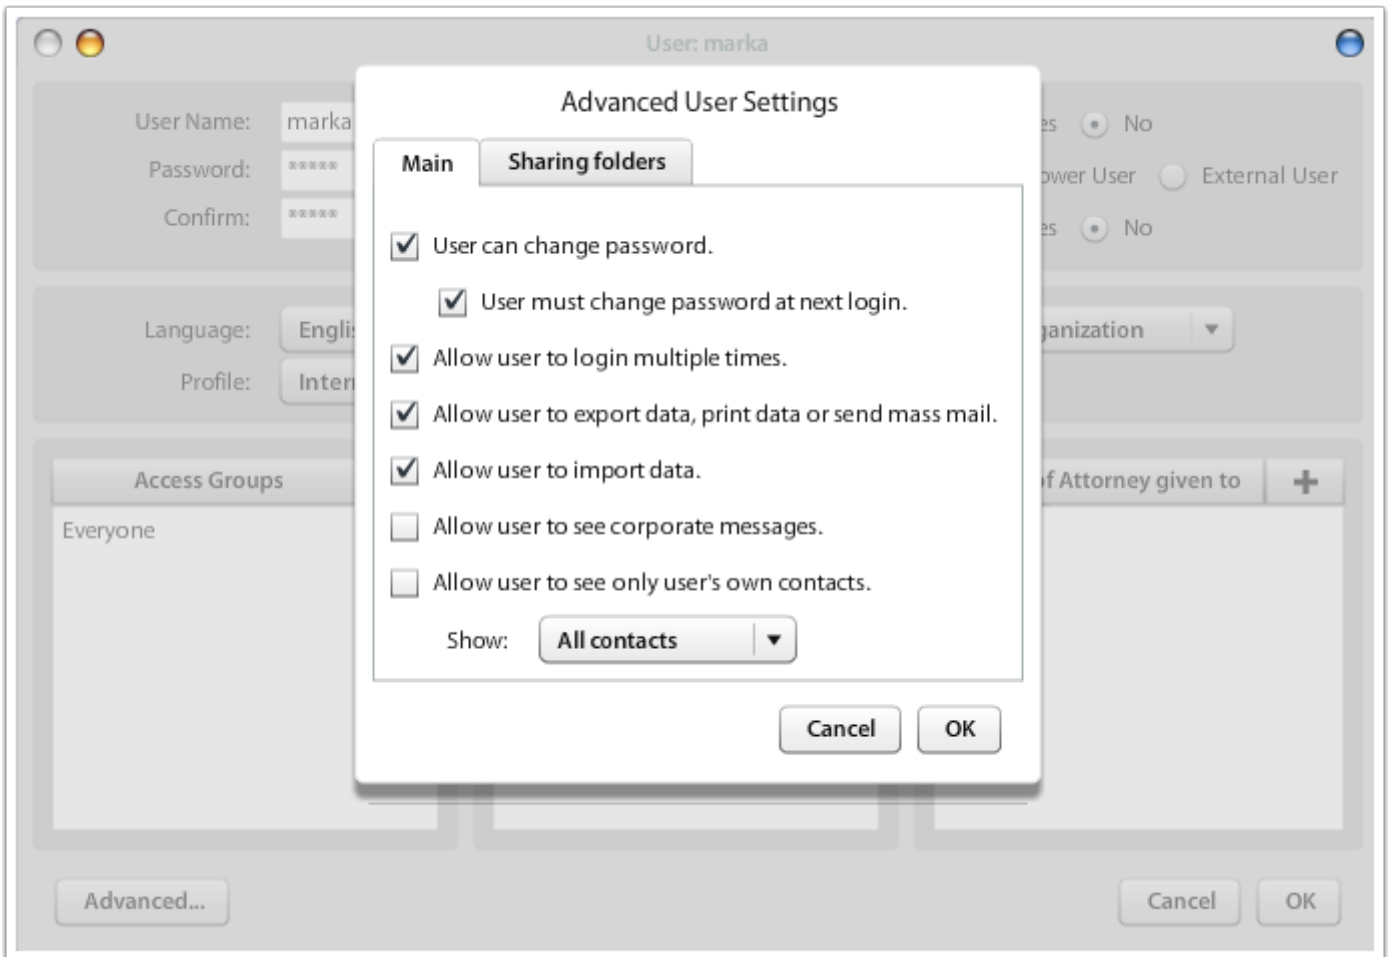 User: marka
Advanced User Settings
User Name: marka
No
Main Sharing folders
Password: *****
User External User
Confirm: *****
No
User can change password.
User must change password at next login.
Language:
Allow user to login multiple times.
Profile:
Allow user to export data, print data or send mass mail.
Access Groups
Allow user to import data.
of Attorney given to +
Everyone
Allow user to see corporate messages.
Allow user to see only user's own contacts.
Show: All contacts
Cancel OK
Advanced...
Cancel OK